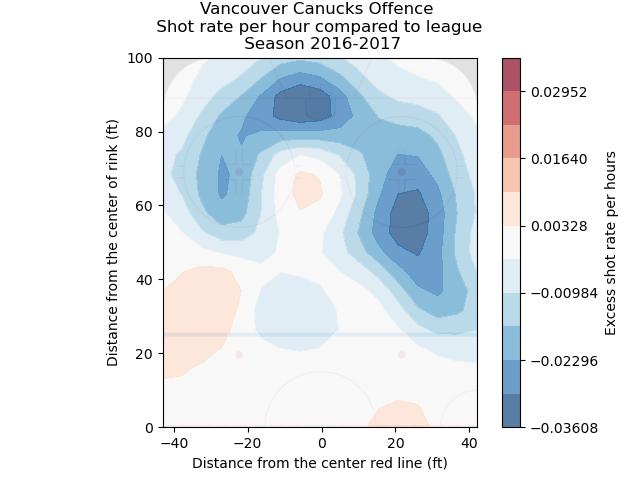 Vancouver Canucks Offence
Shot rate per hour compared to league
Season 2016-2017
100
80
60
40
20
0
Distance from the center of rink (ft)
−40
−20
0
20
40
Distance from the center red line (ft)
0.02952
0.01640
0.00328
−0.00984
−0.02296
−0.03608
Excess shot rate per hours